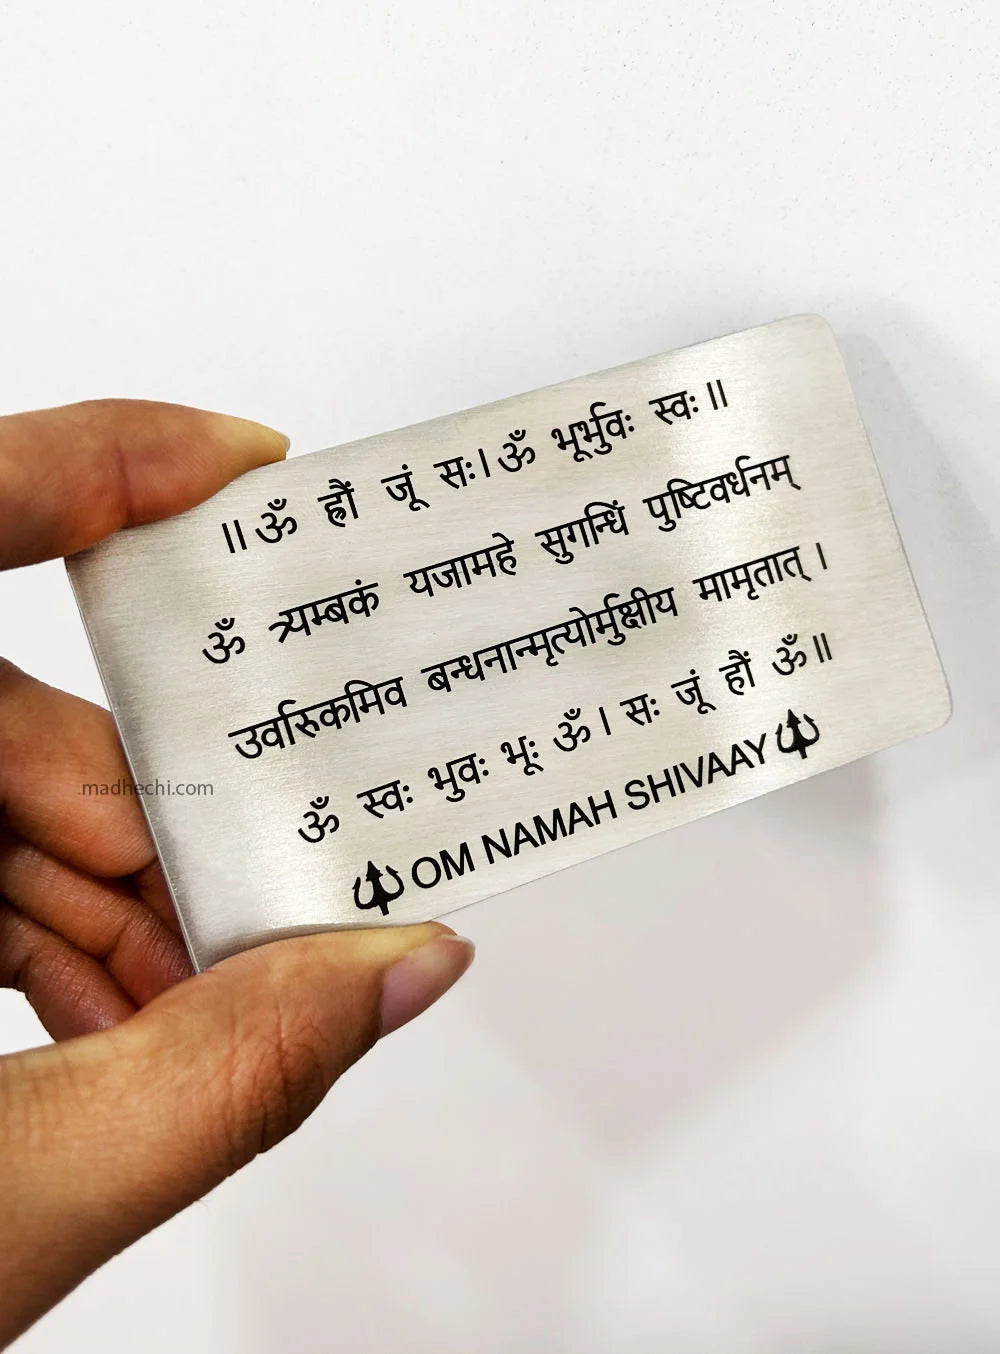 ॥ ॐ ह्रौं जूं सः। ॐ भूर्भुवः स्वः॥
ॐ त्र्यम्बकं यजामहे सुगन्धिं पुष्टिवर्धनम्
उर्वारुकमिव बन्धनान्मृत्योर्मुक्षीय मामृतात् ।
ॐ स्वः भुवः भूः ॐ । सः जूं हौं ॐ॥
OM NAMAH SHIVAAY
.madhechi.com